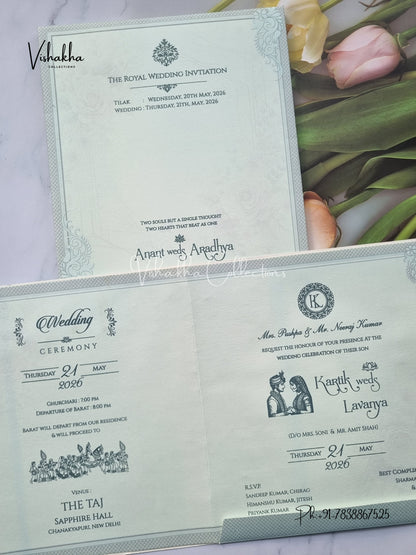 Vishakha
COLLECTIONS
THE ROYAL WEDDING INVTIATION
TILAK : WEDNESDAY, 20TH MAY, 2026
WEDDING : THURSDAY, 21TH MAY, 2026
TWO SOULS BUT A SINGLE THOUGHT
TWO HEARTS THAT BEAT AS ONE
Anant weds Aradhya
Vishakha Collections
Wedding
CEREMONY
THURSDAY 21 MAY
2026
GHURCHARI : 7:00 PM
DEPARTURE OF BARAT : 8:00 PM
BARAT WILL DEPART FROM OUR RESIDENCE
& WILL PROCEED TO
VENUE :
THE TAJ
SAPPHIRE HALL
CHANAKYAPURI, NEW DELHI
K
Mrs. Pushpa & Mr. Neeraj Kumar
REQUEST THE HONOUR OF YOUR PRESENCE AT THE
WEDDING CELEBRATION OF THEIR SON
Kartik weds
Lavanya
(D/O MRS. SONI & MR. AMIT SHAH)
THURSDAY 21 MAY
2026
R.S.V.P.
SANDEEP KUMAR, CHIRAG
HIMANSHU KUMAR, JITESH
PRIYANK KUMAR
BEST COMPL
SHARMA
Ph:+91-7838867525